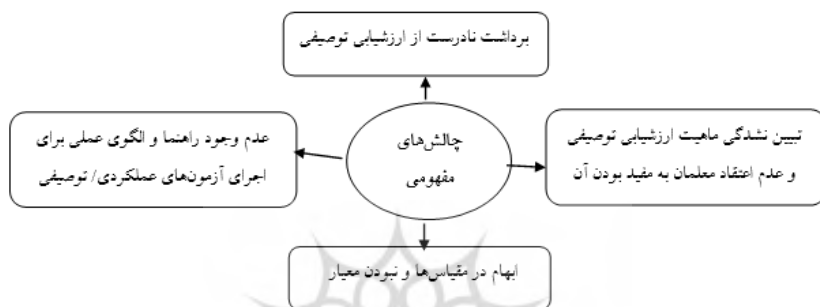 برداشت نادرست از ارزشیابی توصیفی
تبیین نشدگی ماهیت ارزشیابی توصیفی
و عدم اعتقاد معلمان به مفید بودن آن
چالش‌های
مفهومی
عدم وجود راهنما و الگوی عملی برای
اجرای آزمون‌های عملکردی/ توصیفی
ابهام در مقیاس‌ها و نبودن معیار